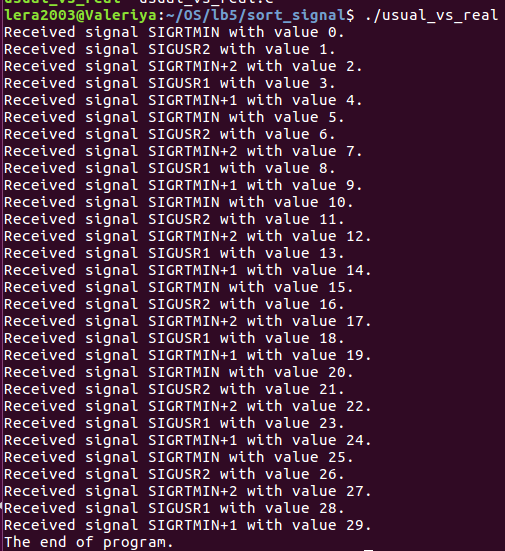 usual_vs_real usual_vs_real.c
lera2003@Valeriya:~/OS/lb5/sort_signal$ ./usual_vs_real
Received signal SIGRTMIN with value 0.
Received signal SIGUSR2 with value 1.
Received signal SIGRTMIN+2 with value 2.
Received signal SIGUSR1 with value 3.
Received signal SIGRTMIN+1 with value 4.
Received signal SIGRTMIN with value 5.
Received signal SIGUSR2 with value 6.
Received signal SIGRTMIN+2 with value 7.
Received signal SIGUSR1 with value 8.
Received signal SIGRTMIN+1 with value 9.
Received signal SIGRTMIN with value 10.
Received signal SIGUSR2 with value 11.
Received signal SIGRTMIN+2 with value 12.
Received signal SIGUSR1 with value 13.
Received signal SIGRTMIN+1 with value 14.
Received signal SIGRTMIN with value 15.
Received signal SIGUSR2 with value 16.
Received signal SIGRTMIN+2 with value 17.
Received signal SIGUSR1 with value 18.
Received signal SIGRTMIN+1 with value 19.
Received signal SIGRTMIN with value 20.
Received signal SIGUSR2 with value 21.
Received signal SIGRTMIN+2 with value 22.
Received signal SIGUSR1 with value 23.
Received signal SIGRTMIN+1 with value 24.
Received signal SIGRTMIN with value 25.
Received signal SIGUSR2 with value 26.
Received signal SIGRTMIN+2 with value 27.
Received signal SIGUSR1 with value 28.
Received signal SIGRTMIN+1 with value 29.
The end of program.